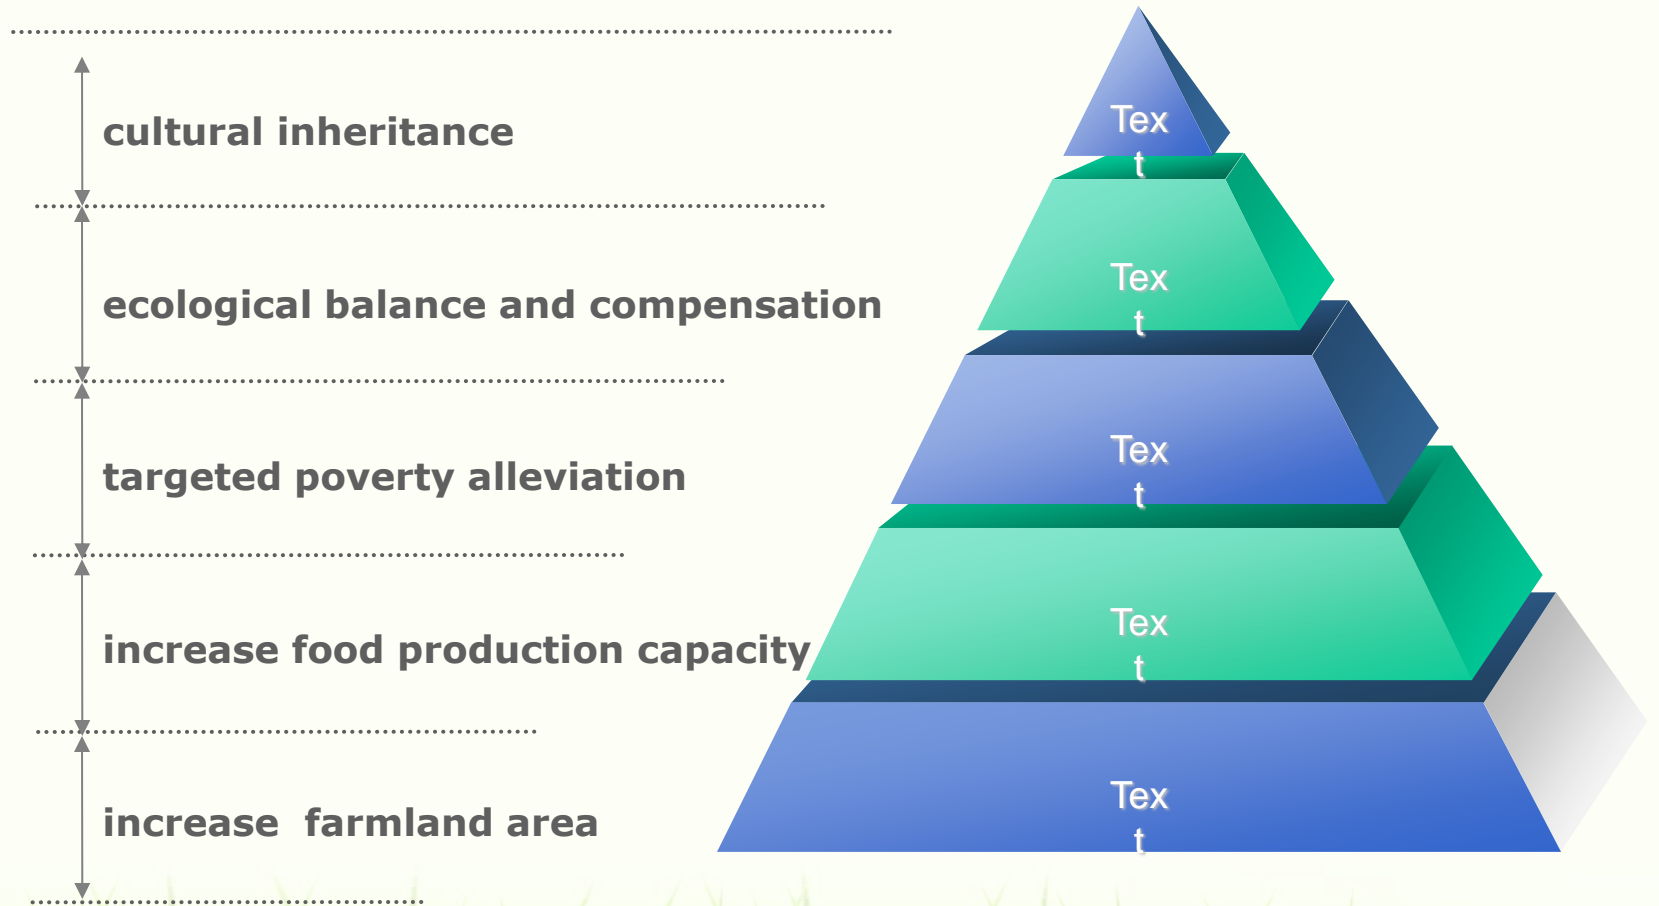 cultural inheritance
Tex
t
ecological balance and compensation
Tex
t
targeted poverty alleviation
Tex
t
increase food production capacity
Tex
t
increase  farmland area
Tex
t